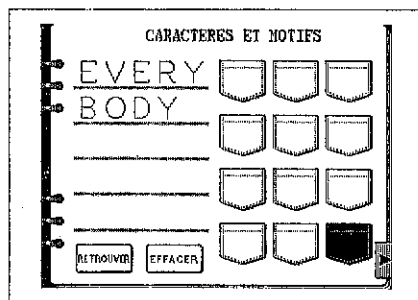 CARACTERES ET MOTIFS
EVERY
BODY
RETROUVER
EFFACER